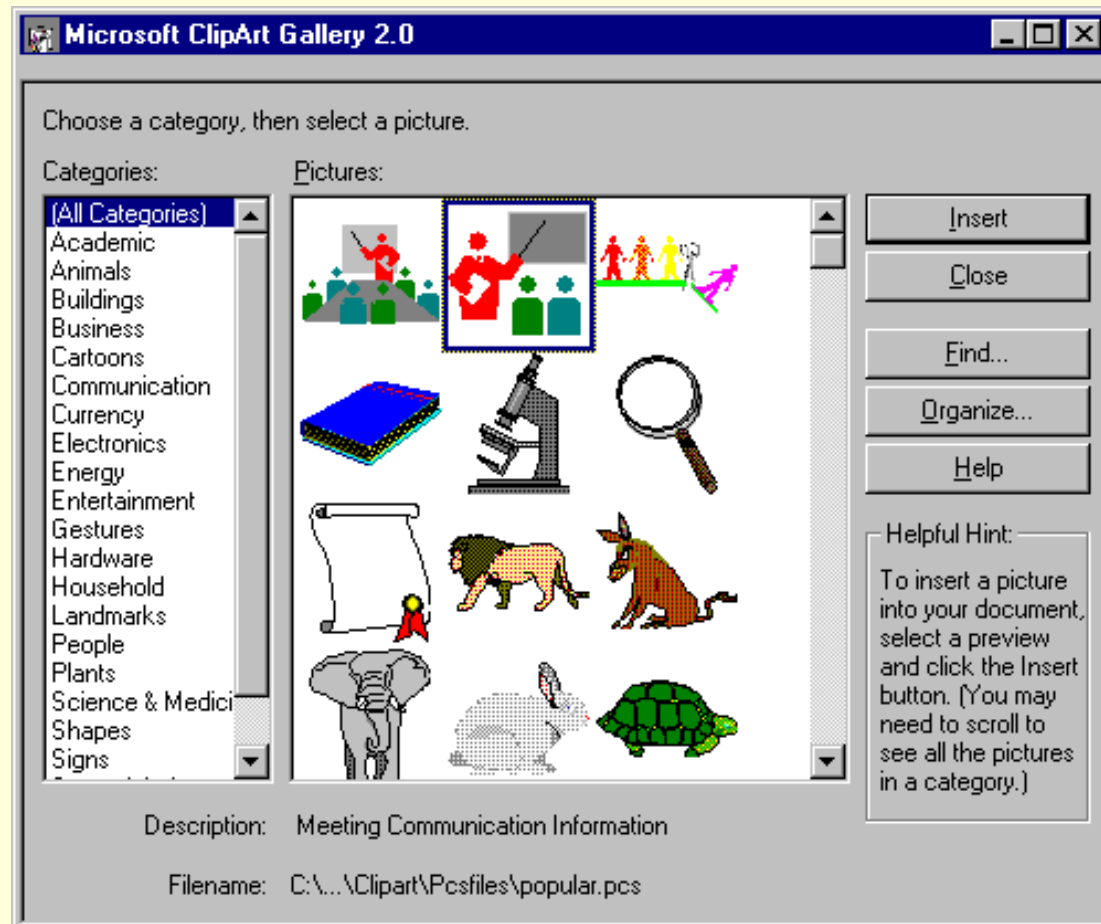 Microsoft ClipArt Gallery 2.0
Choose a category, then select a picture.
Categories:
Pictures:
(All Categories)
Academic
Animals
Buildings
Business
Cartoons
Communication
Currency
Electronics
Energy
Entertainment
Gestures
Hardware
Household
Landmarks
People
Plants
Science & Medici
Shapes
Signs
Insert
Close
Find...
Organize...
Help
Helpful Hint:
To insert a picture
into your document,
select a preview
and click the Insert
button. (You may
need to scroll to
see all the pictures
in a category.)
Description: Meeting Communication Information
Filename: C:\...\Clipart\Pcsfiles\popular.pcs